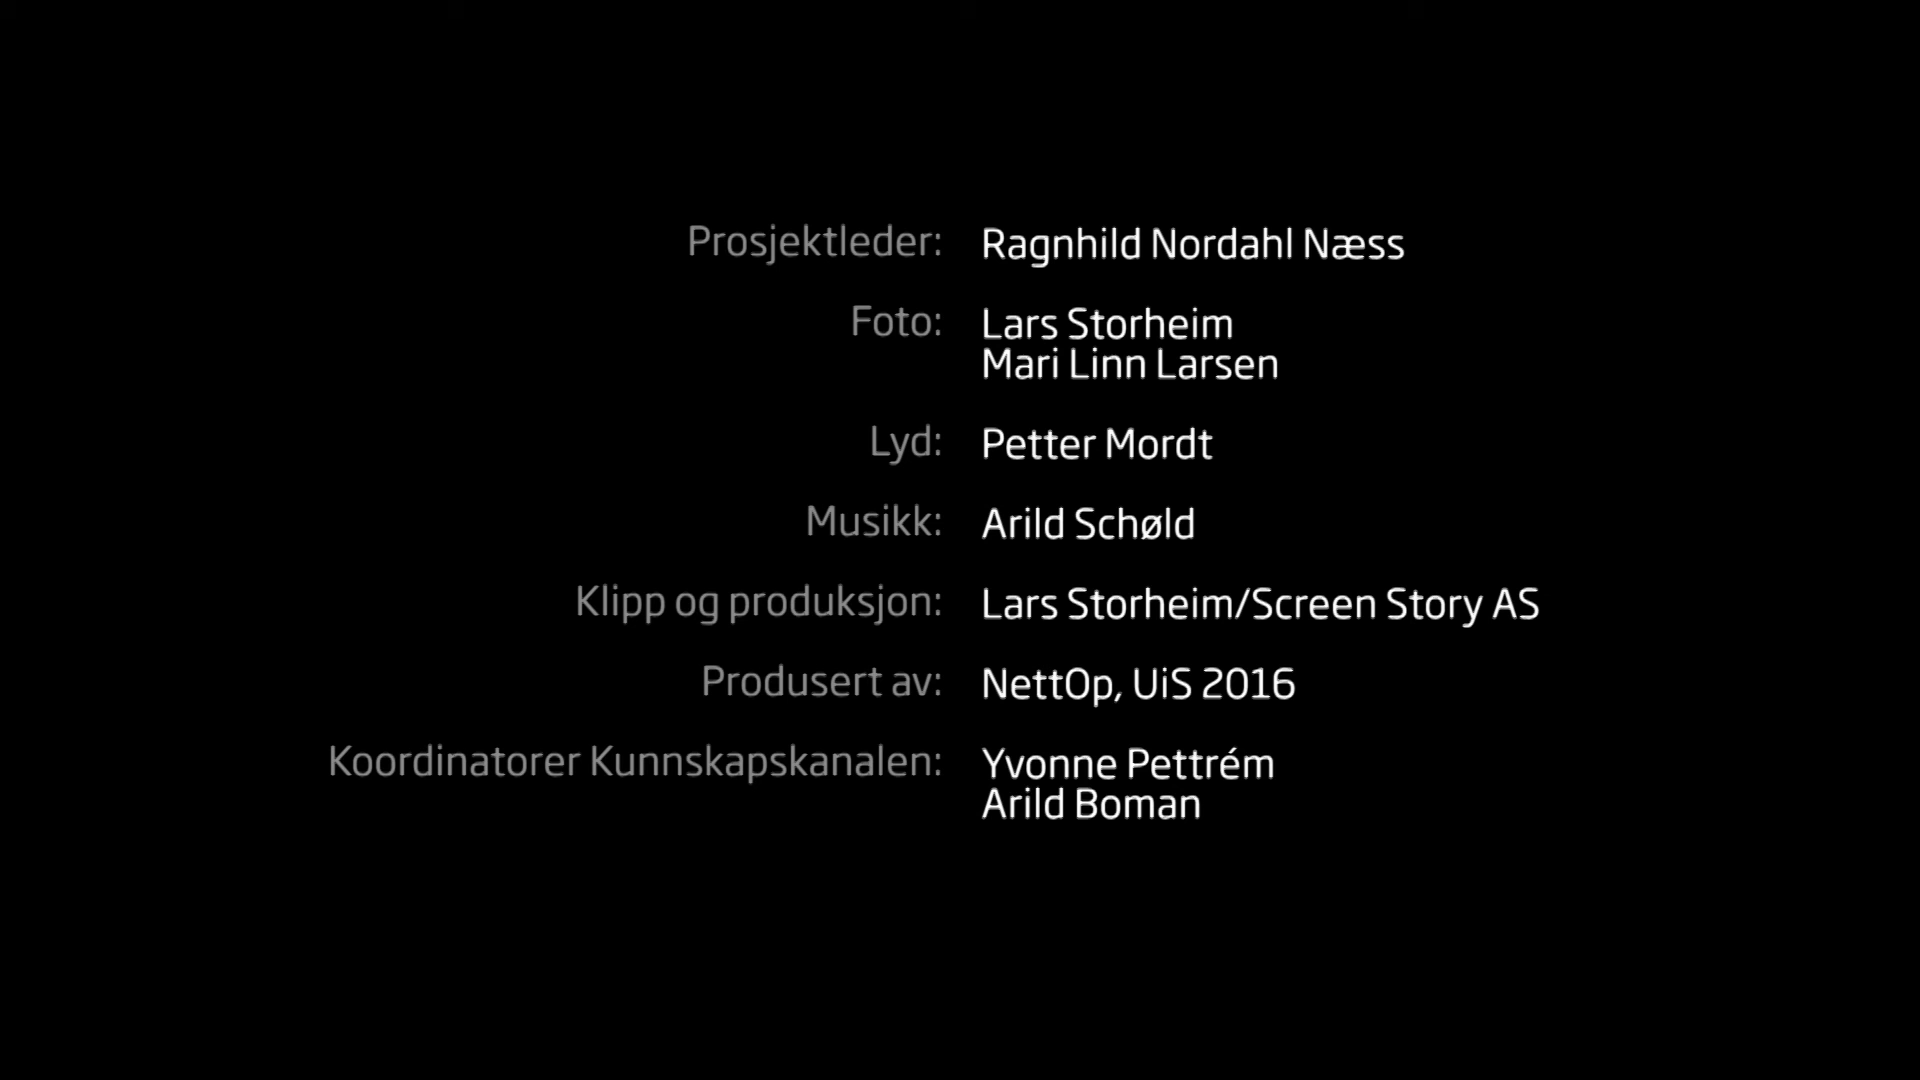 Prosjektleder: Ragnhild Nordahl Næss
Foto: Lars Storheim
Mari Linn Larsen
Lyd: Petter Mordt
Musikk: Arild Schøld
Klipp og produksjon: Lars Storheim/Screen Story AS
Produsert av: NettOp, UiS 2016
Koordinatorer Kunnskapskanalen: Yvonne Pettrém
Arild Boman